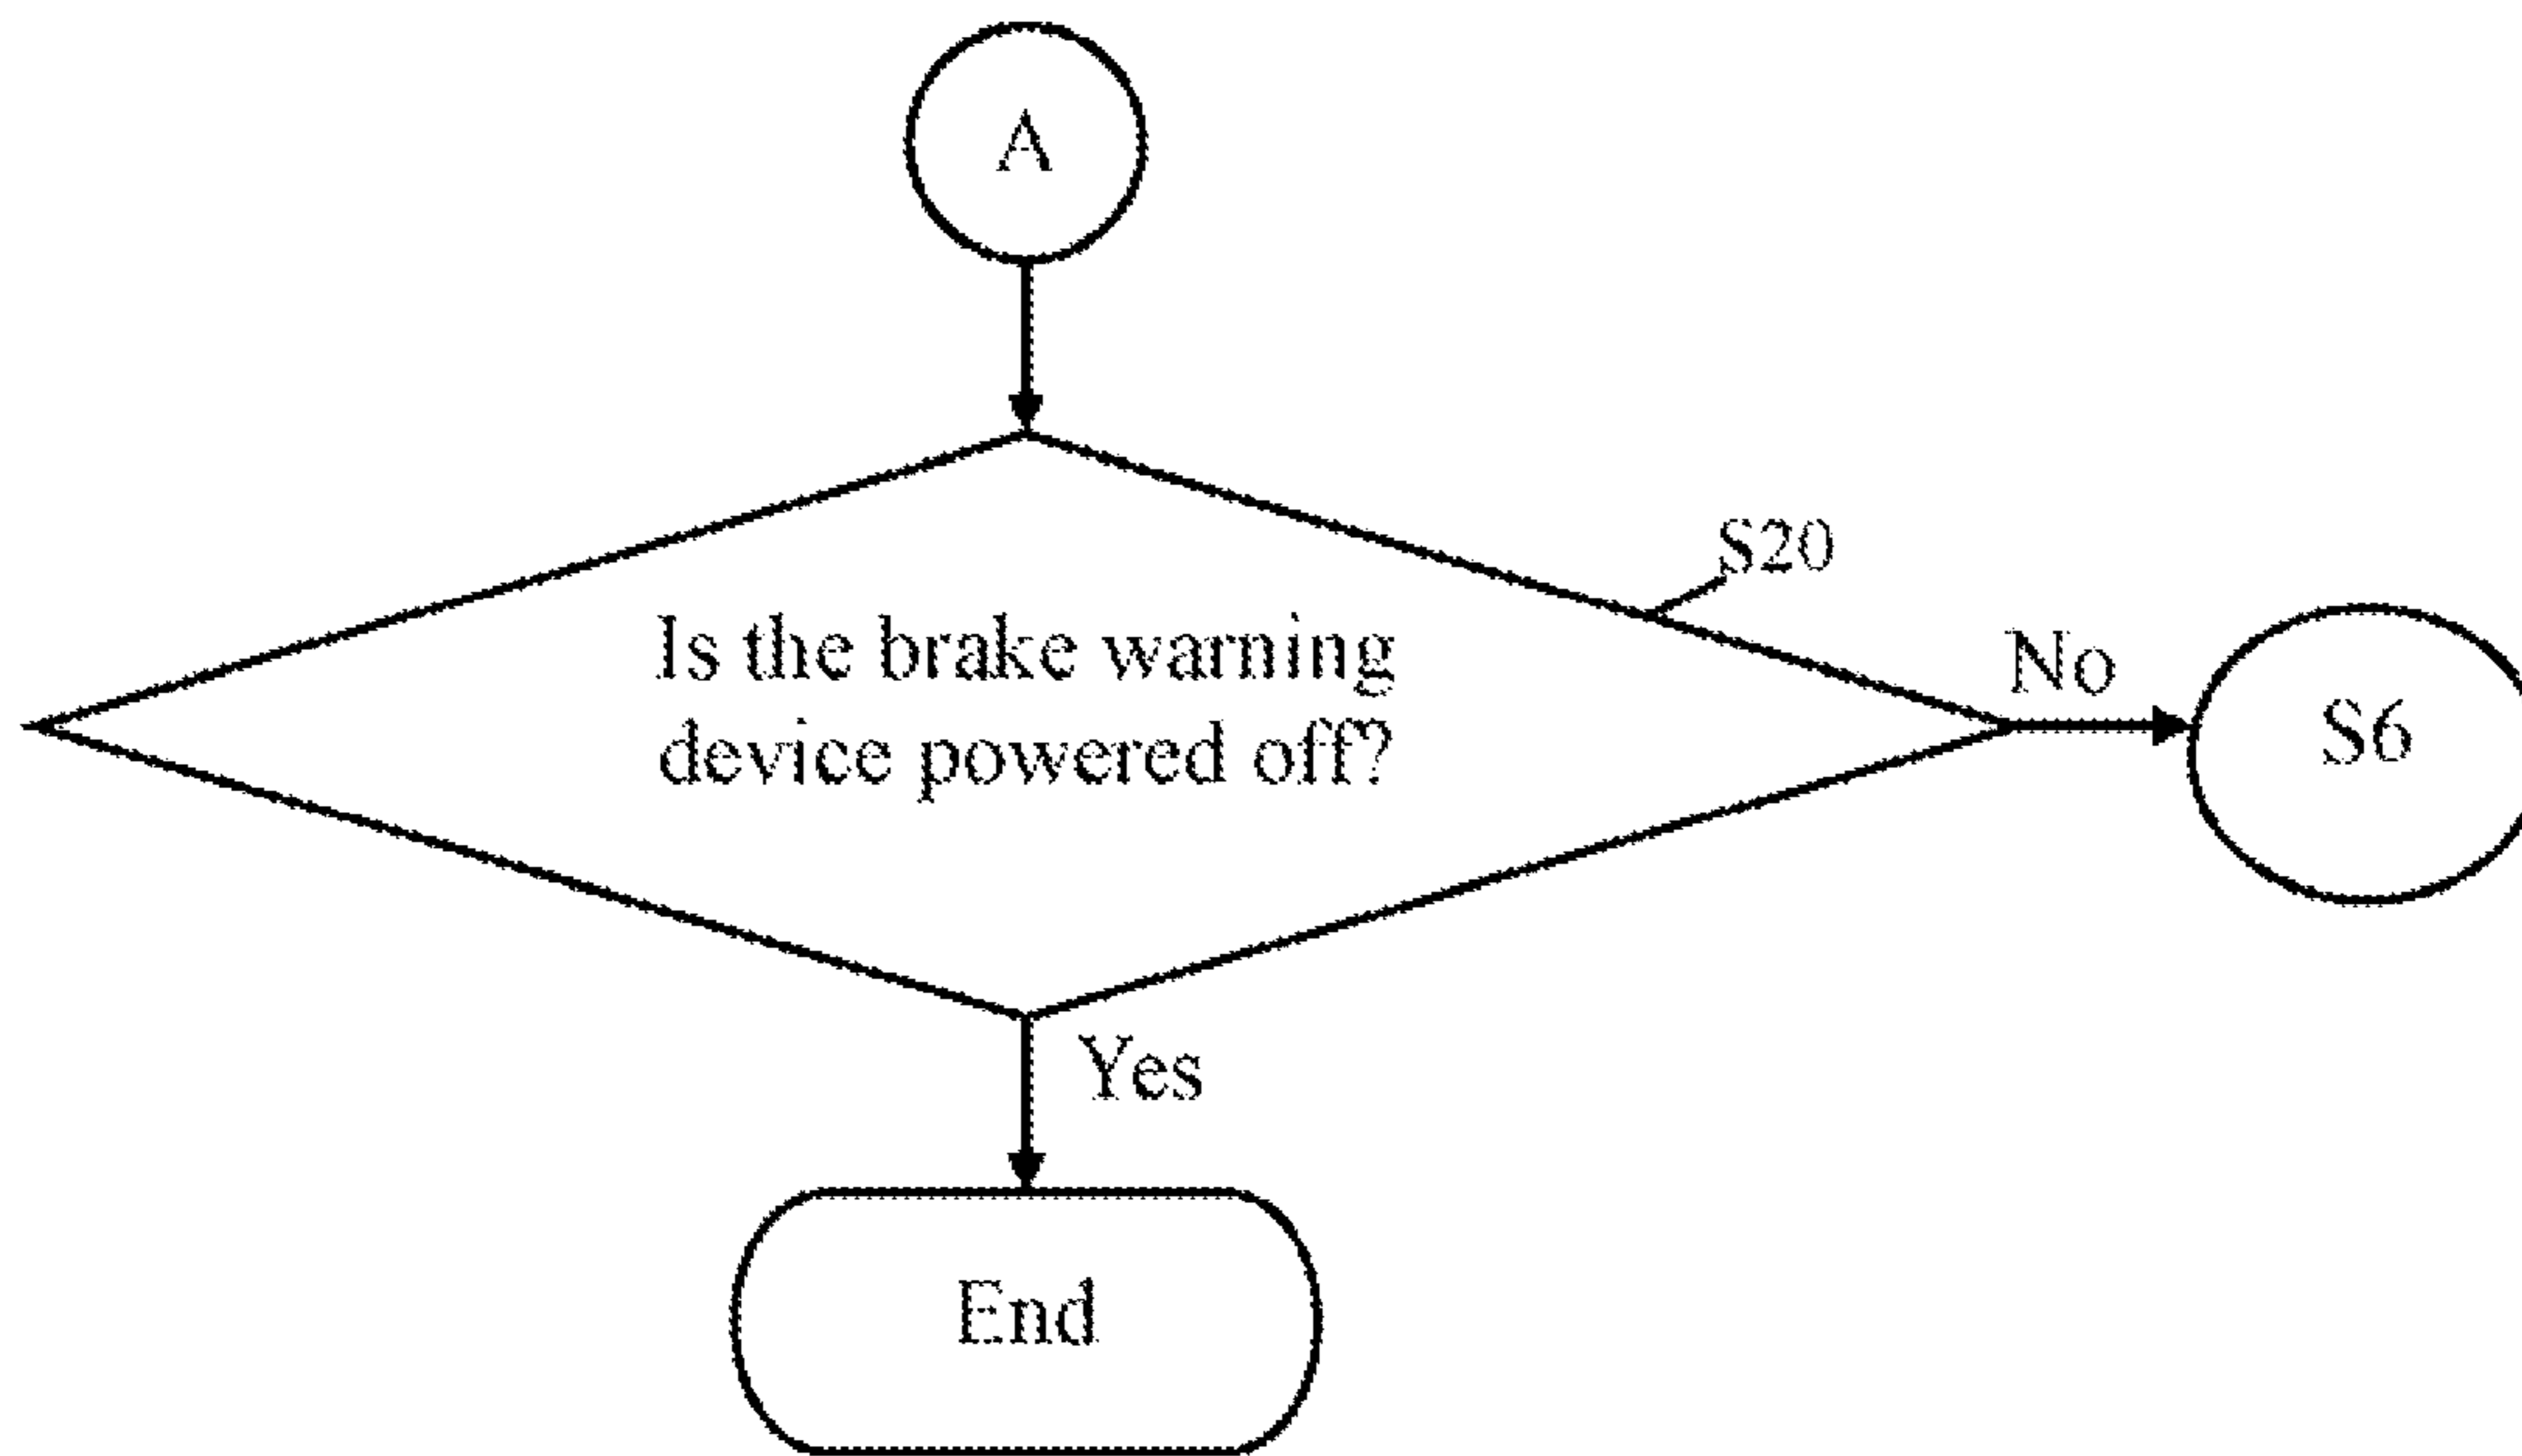 A
S20
Is the brake warning
device powered off?
No
S6
Yes
End